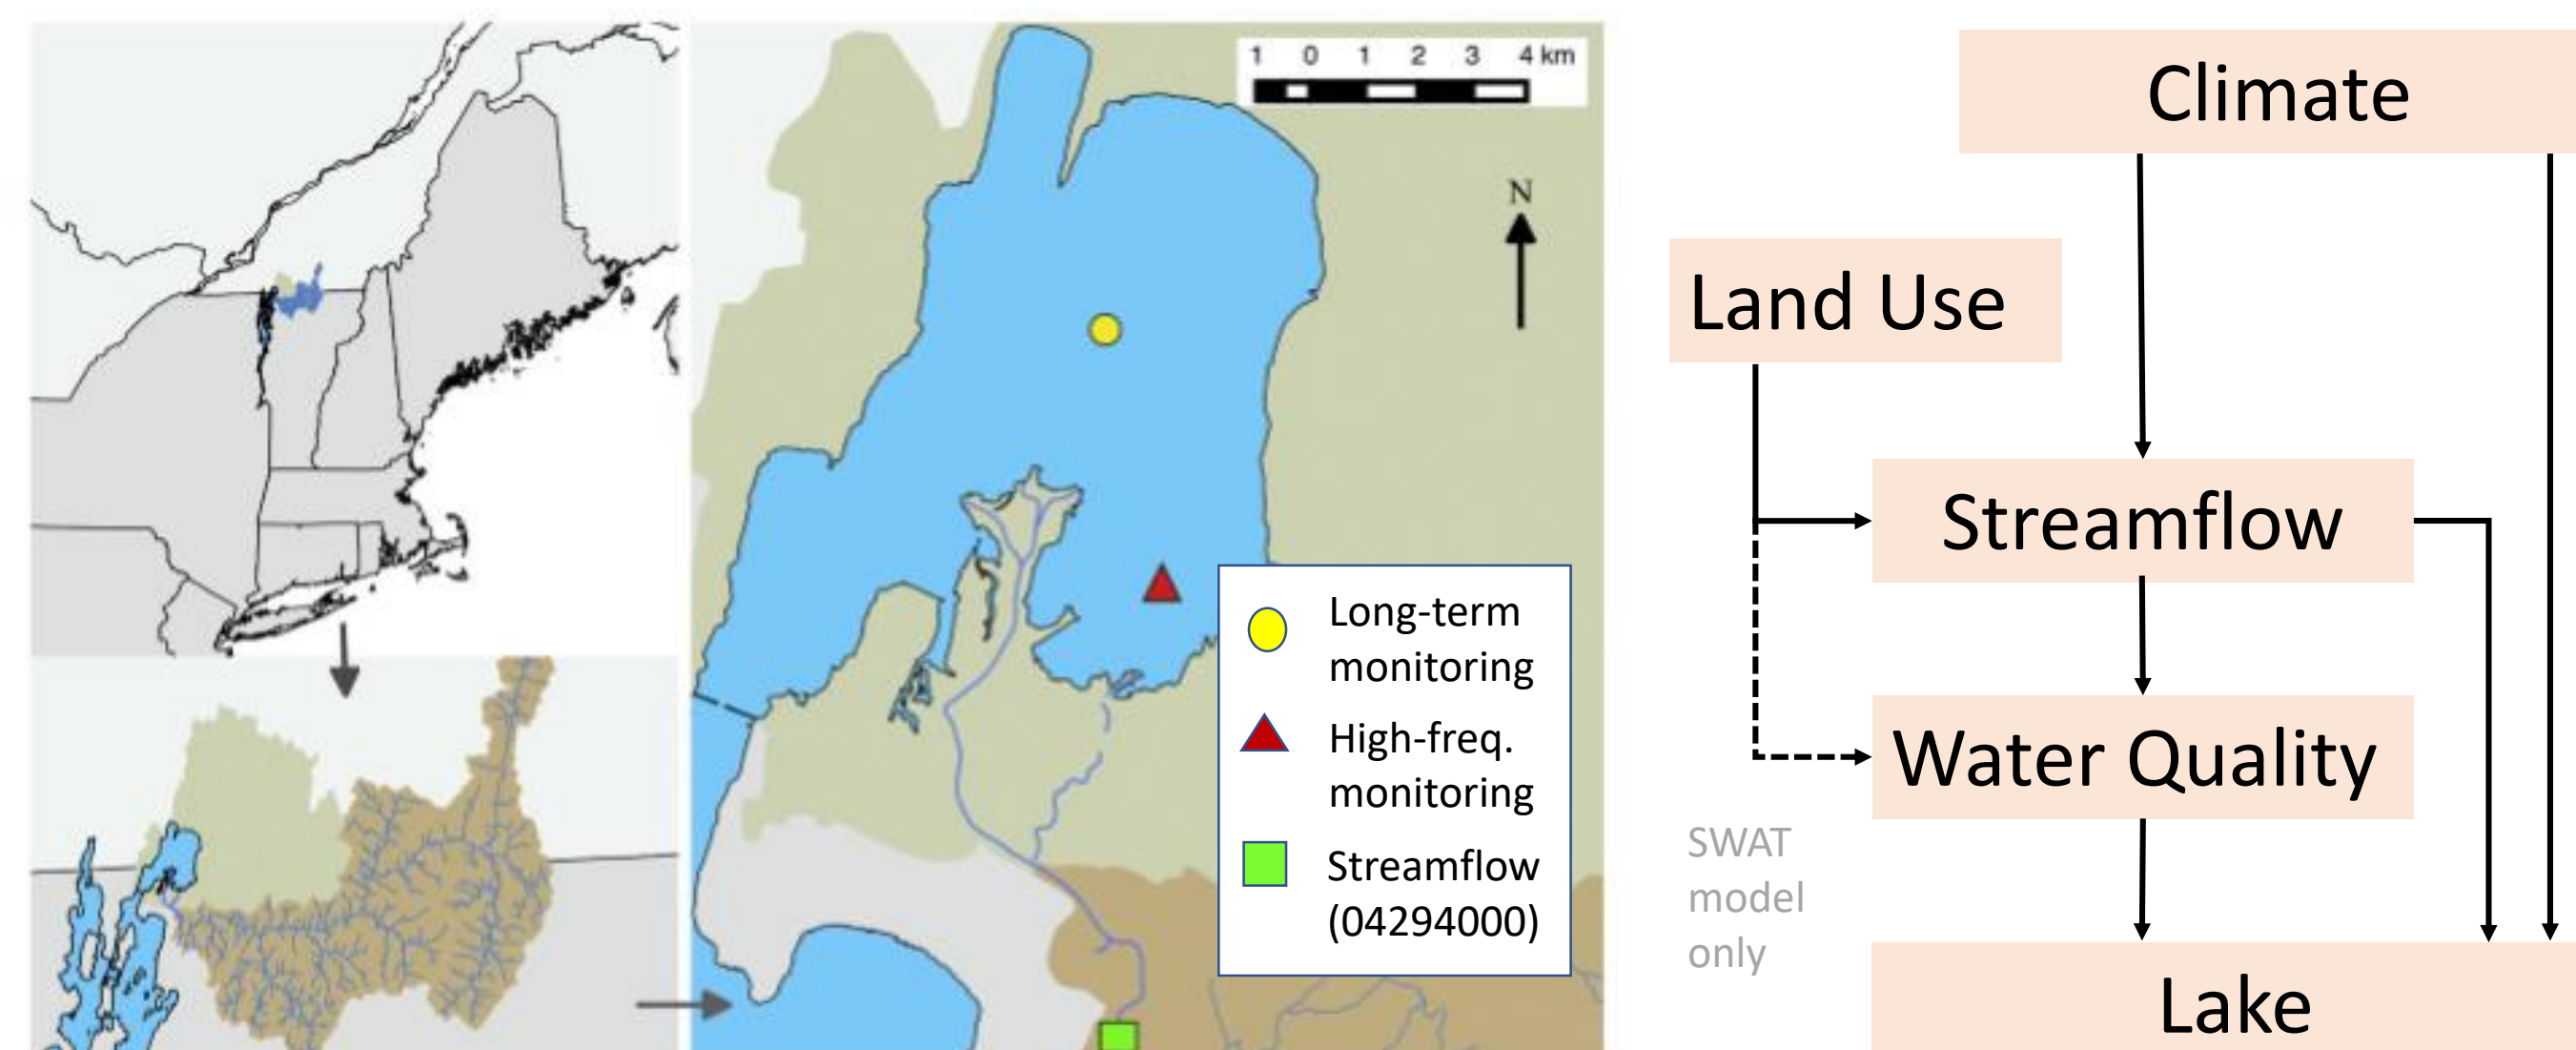 1 0 1 2 3 4 km
N
Long-term
monitoring
High-freq.
monitoring
Streamflow
(04294000)
Climate
Land Use
Streamflow
Water Quality
SWAT
model
only
Lake